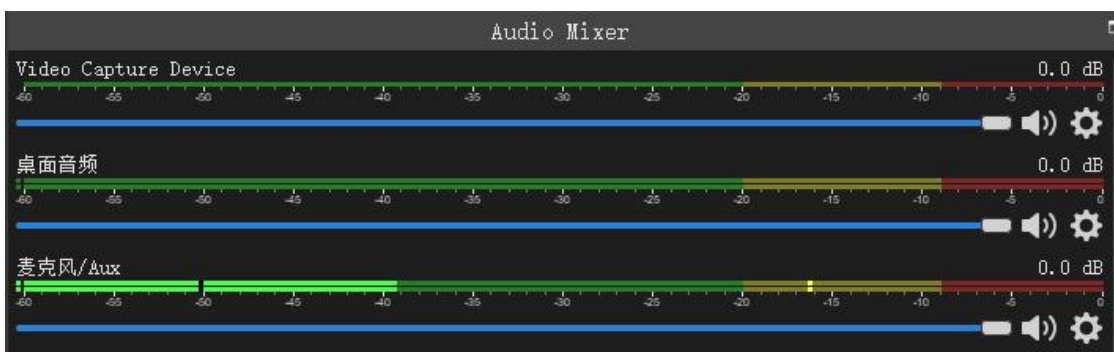 Audio Mixer
Video Capture Device 0.0 dB
-60 -55 -50 -45 -40 -35 -30 -25 -20 -15 -10 -5 0
桌面音频 0.0 dB
-60 -55 -50 -45 -40 -35 -30 -25 -20 -15 -10 -5 0
麦克风/Aux 0.0 dB
-60 -55 -50 -45 -40 -35 -30 -25 -20 -15 -10 -5 0